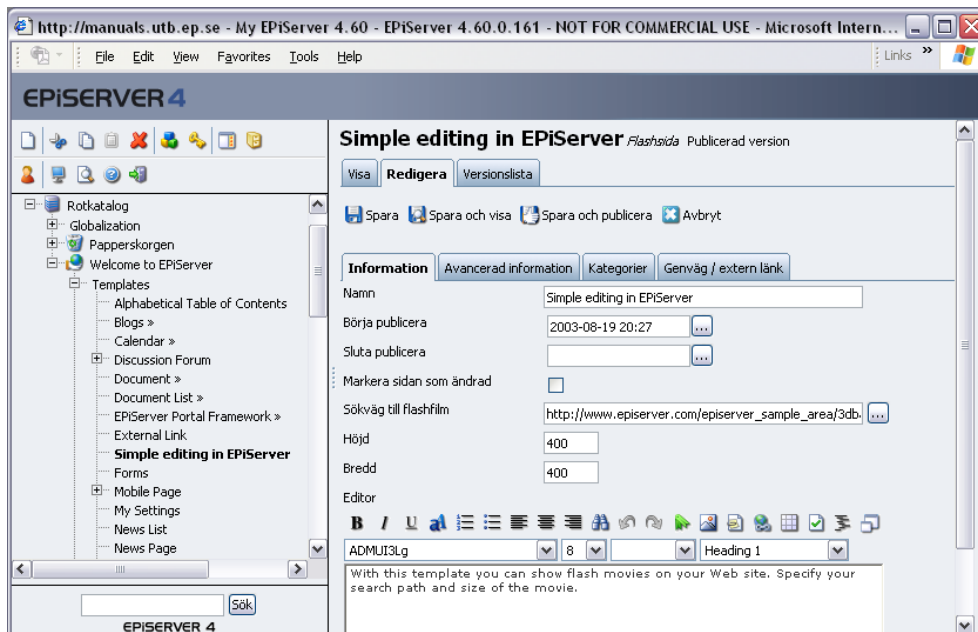 http://manuals.utb.ep.se - My EPiServer 4.60 - EPiServer 4.60.0.161 - NOT FOR COMMERCIAL USE - Microsoft Intern...
File Edit View Favorites Tools Help
Links »
EPiSERVER 4
Rotkatalog
Globalization
Papperskorgen
Welcome to EPiServer
Templates
Alphabetical Table of Contents
Blogs »
Calendar »
Discussion Forum
Document »
Document List »
EPiServer Portal Framework »
External Link
Simple editing in EPiServer
Forms
Mobile Page
My Settings
News List
News Page
Sök
EPiSERVER 4
Simple editing in EPiServer Flashsida Publicerad version
Visa Redigera Versionslista
Spara Spara och visa Spara och publicera Avbryt
Information Avancerad information Kategorier Genväg / extern länk
Namn Simple editing in EPiServer
Börja publicera 2003-08-19 20:27 ...
Sluta publicera ...
Markera sidan som ändrad
Sökväg till flashfilm http://www.episerver.com/episerver_sample_area/3db. ...
Höjd 400
Bredd 400
Editor
B I U
ADMUI3Lg 8 Heading 1
With this template you can show flash movies on your Web site. Specify your
search path and size of the movie.